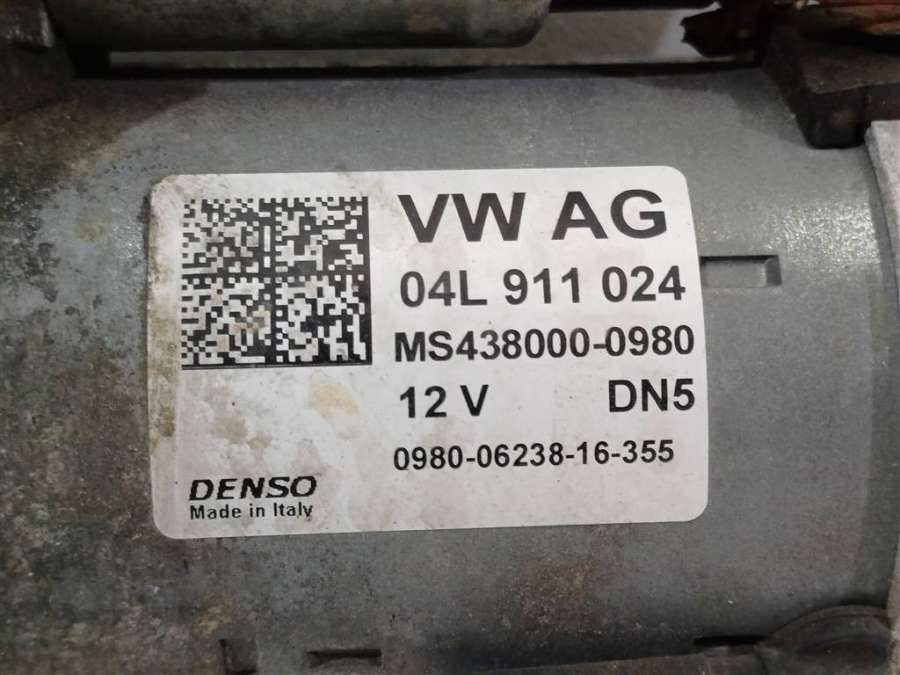 VW AG
04L 911 024
MS438000-0980
12 V DN5
0980-06238-16-355
DENSO
Made in Italy